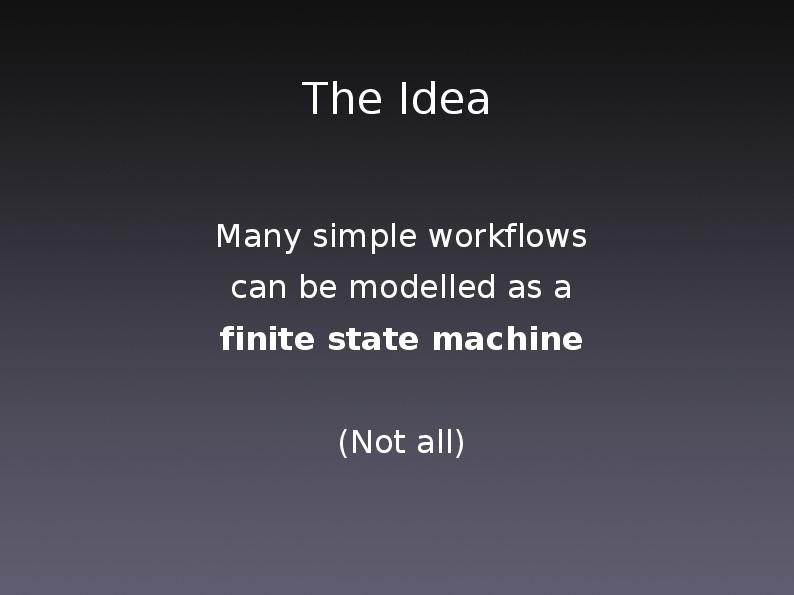 The Idea
Many simple workflows
can be modelled as a
finite state machine
(Not all)